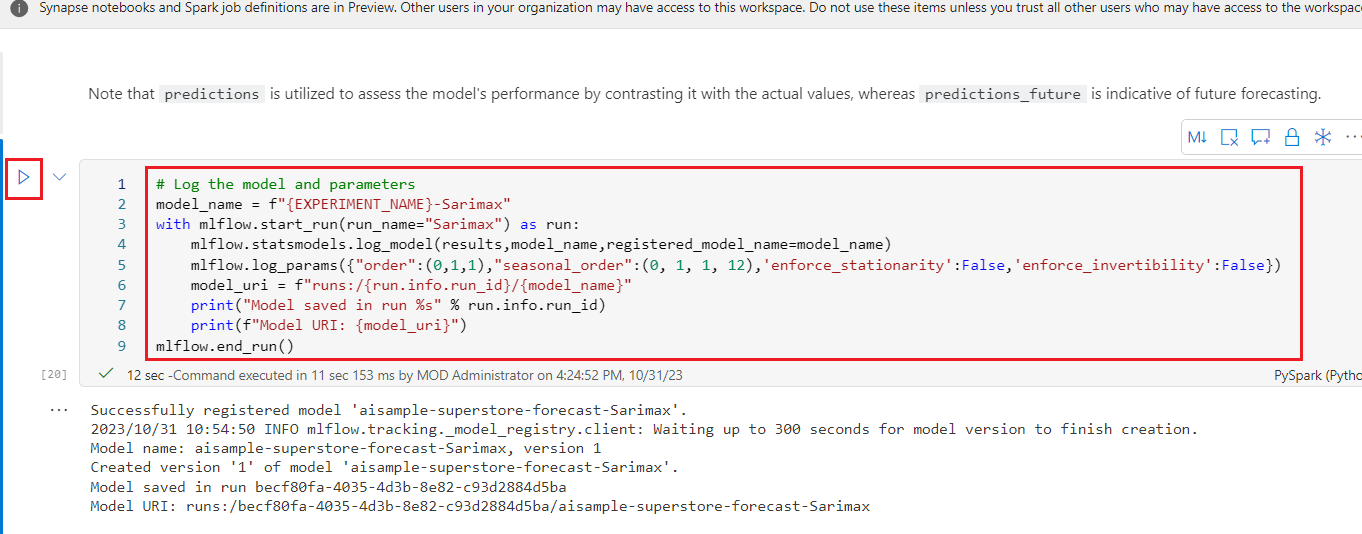 Synapse notebooks and Spark job definitions are in Preview. Other users in your organization may have access to this workspace. Do not use these items unless you trust all other users who may have access to the workspace
Note that predictions is utilized to assess the model's performance by contrasting it with the actual values, whereas predictions_future is indicative of future forecasting.
M↓
1 # Log the model and parameters
2 model_name = f"{EXPERIMENT_NAME}-Sarimax"
3 with mlflow.start_run(run_name="Sarimax") as run:
4     mlflow.statsmodels.log_model(results,model_name,registered_model_name=model_name)
5     mlflow.log_params({"order":(0,1,1),"seasonal_order":(0, 1, 1, 12),'enforce_stationarity':False,'enforce_invertibility':False})
6     model_uri = f"runs:/{run.info.run_id}/{model_name}"
7     print("Model saved in run %s" % run.info.run_id)
8     print(f"Model URI: {model_uri}")
9 mlflow.end_run()
[20] 12 sec -Command executed in 11 sec 153 ms by MOD Administrator on 4:24:52 PM, 10/31/23 PySpark (Pytho
... Successfully registered model 'aisample-superstore-forecast-Sarimax'.
2023/10/31 10:54:50 INFO mlflow.tracking._model_registry.client: Waiting up to 300 seconds for model version to finish creation.
Model name: aisample-superstore-forecast-Sarimax, version 1
Created version '1' of model 'aisample-superstore-forecast-Sarimax'.
Model saved in run becf80fa-4035-4d3b-8e82-c93d2884d5ba
Model URI: runs:/becf80fa-4035-4d3b-8e82-c93d2884d5ba/aisample-superstore-forecast-Sarimax